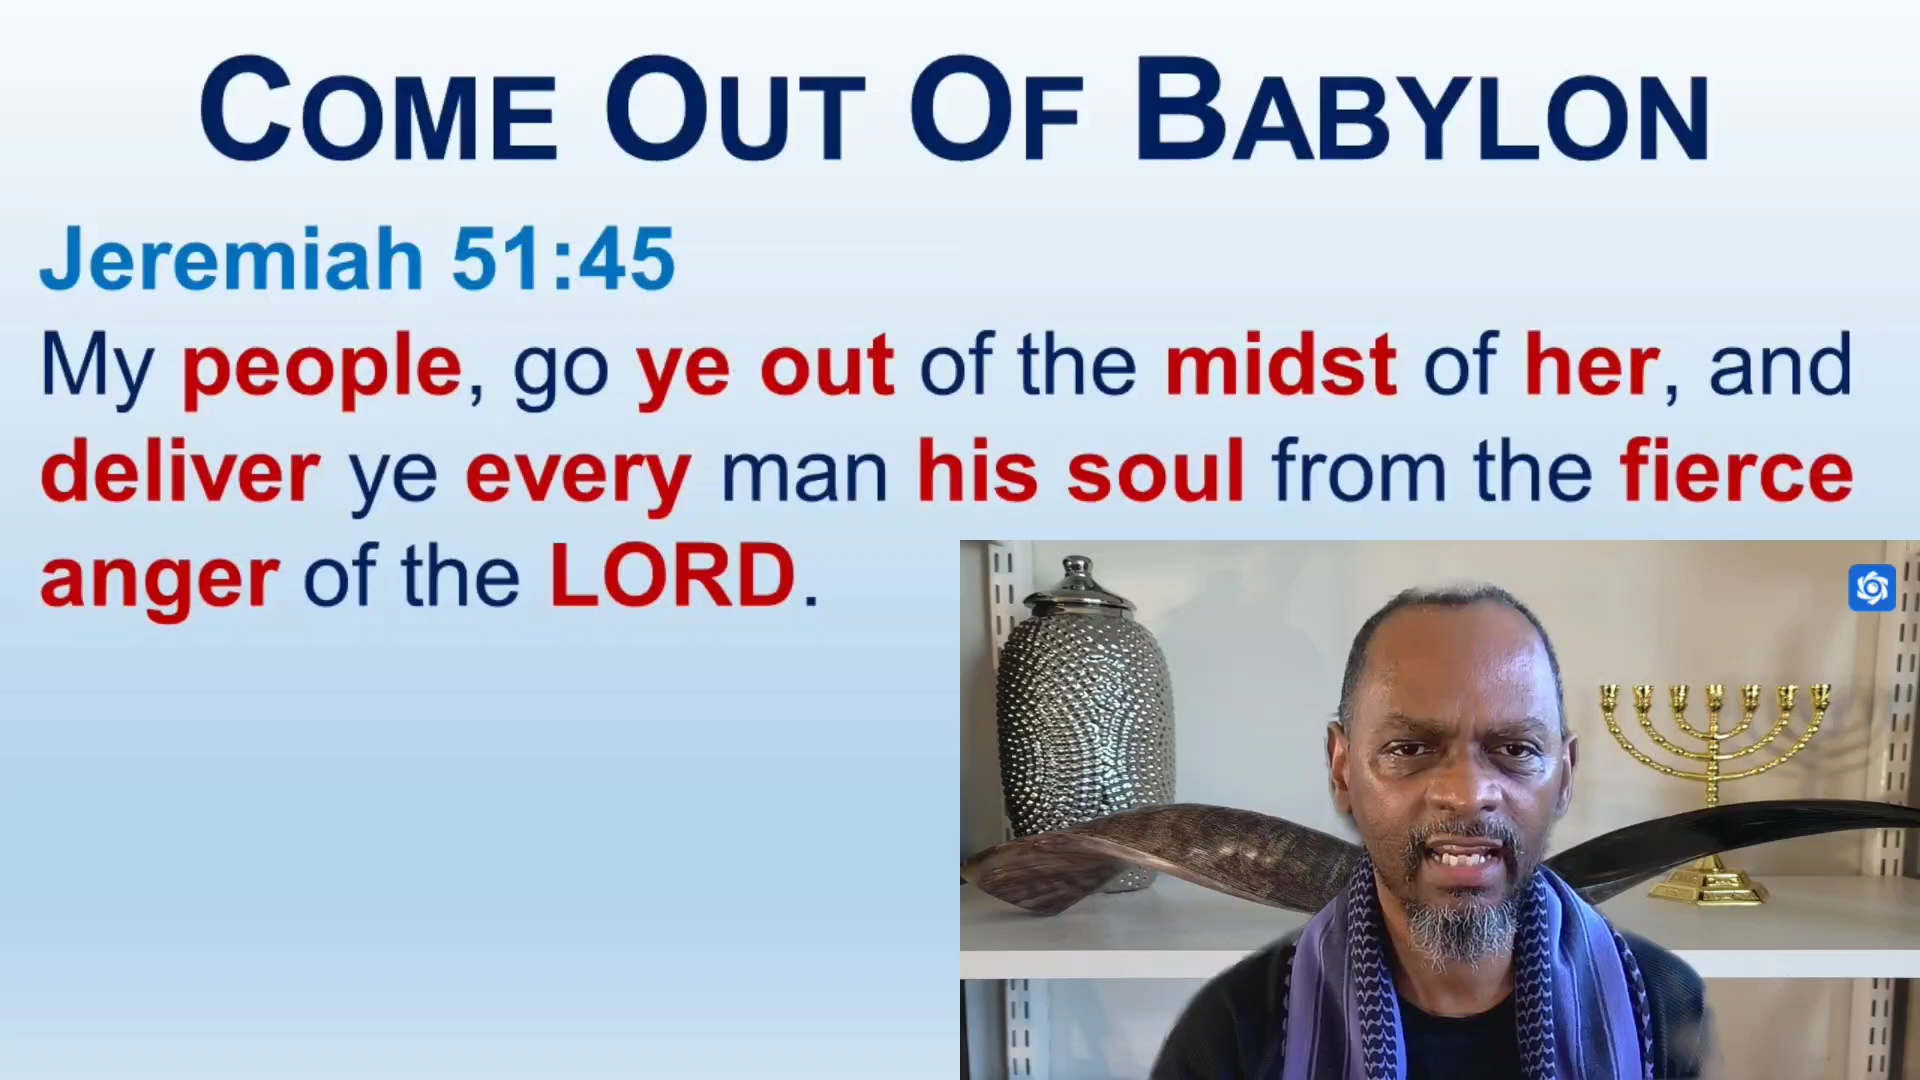 COME OUT OF BABYLON
Jeremiah 51:45
My people, go ye out of the midst of her, and
deliver ye every man his soul from the fierce
anger of the LORD.